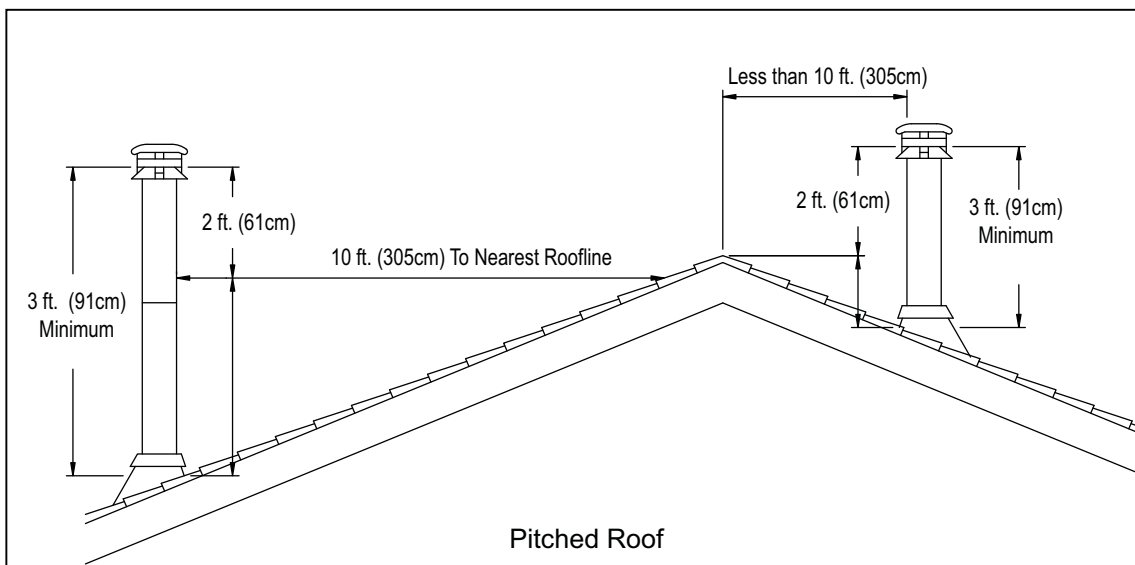 Less than 10 ft. (305cm)
2 ft. (61cm)
2 ft. (61cm)
3 ft. (91cm)
Minimum
10 ft. (305cm) To Nearest Roofline
3 ft.  (91cm)
Minimum
Pitched Roof